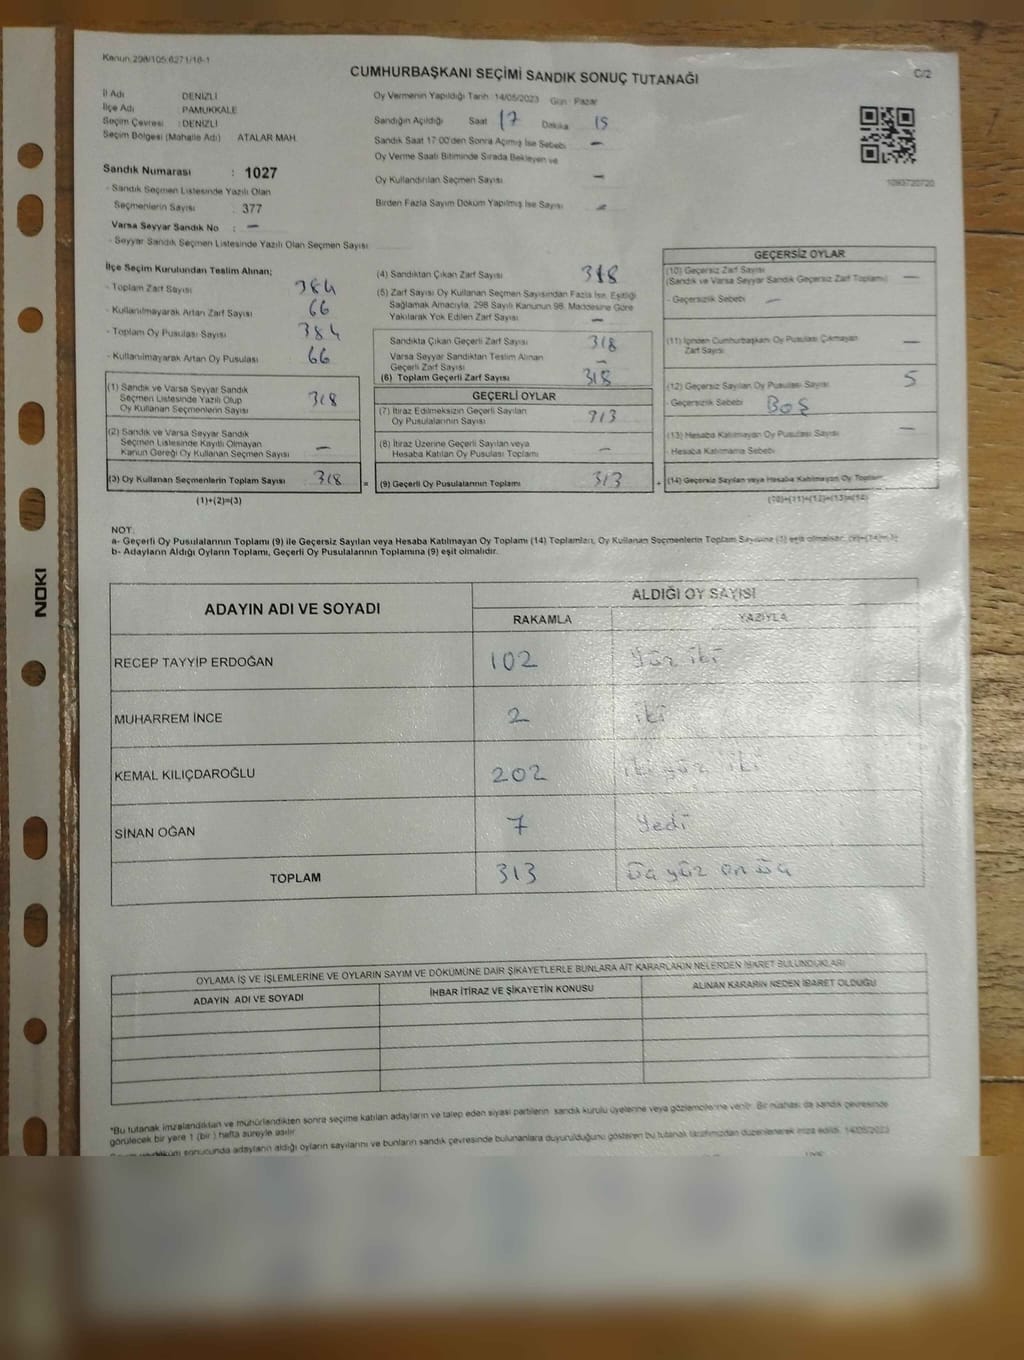 Kanun 298/105 6271/16-1
CUMHURBAŞKANI SEÇİMİ SANDIK SONUÇ TUTANAĞI
C/2
İl Adı DENİZLİ
İlçe Adı : PAMUKKALE
Seçim Çevresi : DENİZLİ
Seçim Bölgesi (Mahalle Adı) ATALAR MAH.
Sandık Numarası : 1027
- Sandık Seçmen Listesinde Yazılı Olan
Seçmenlerin Sayısı : 377
Varsa Seyyar Sandık No : —
- Seyyar Sandık Seçmen Listesinde Yazılı Olan Seçmen Sayısı
Oy Vermenin Yapıldığı Tarih :14/05/2023 Gün : Pazar
Sandığın Açıldığı Saat 17 Dakika 15
Sandık Saat 17:00'den Sonra Açılmış İse Sebebi —
Oy Verme Saati Bitiminde Sırada Bekleyen ve
Oy Kullandırılan Seçmen Sayısı —
Birden Fazla Sayım Döküm Yapılmış İse Sayısı —
1093720720
İlçe Seçim Kurulundan Teslim Alınan;
- Toplam Zarf Sayısı 384
- Kullanılmayarak Artan Zarf Sayısı 66
- Toplam Oy Pusulası Sayısı 384
- Kullanılmayarak Artan Oy Pusulası 66
(1) Sandık ve Varsa Seyyar Sandık
Seçmen Listesinde Yazılı Olup
Oy Kullanan Seçmenlerin Sayısı 318
(2) Sandık ve Varsa Seyyar Sandık
Seçmen Listesinde Kayıtlı Olmayan
Kanun Gereği Oy Kullanan Seçmen Sayısı —
(3) Oy Kullanan Seçmenlerin Toplam Sayısı 318
(1)+(2)=(3)
(4) Sandıktan Çıkan Zarf Sayısı 318
(5) Zarf Sayısı Oy Kullanan Seçmen Sayısından Fazla İse, Eşitliği
Sağlamak Amacıyla, 298 Sayılı Kanunun 98. Maddesine Göre
Yakılarak Yok Edilen Zarf Sayısı —
Sandıkta Çıkan Geçerli Zarf Sayısı 318
Varsa Seyyar Sandıktan Teslim Alınan
Geçerli Zarf Sayısı —
(6) Toplam Geçerli Zarf Sayısı 318
GEÇERLİ OYLAR
(7) İtiraz Edilmeksizin Geçerli Sayılan
Oy Pusulalarının Sayısı 313
(8) İtiraz Üzerine Geçerli Sayılan veya
Hesaba Katılan Oy Pusulası Toplamı —
= (9) Geçerli Oy Pusulalarının Toplamı 313
GEÇERSİZ OYLAR
(10) Geçersiz Zarf Sayısı
(Sandık ve Varsa Seyyar Sandık Geçersiz Zarf Toplamı) —
- Geçersizlik Sebebi —
(11) İçinden Cumhurbaşkanı Oy Pusulası Çıkmayan
Zarf Sayısı —
(12) Geçersiz Sayılan Oy Pusulası Sayısı 5
- Geçersizlik Sebebi BOŞ
(13) Hesaba Katılmayan Oy Pusulası Sayısı —
Hesaba Katılmama Sebebi
+ (14) Geçersiz Sayılan veya Hesaba Katılmayan Oy Toplamı
(10)+(11)+(12)+(13)=(14)
NOT:
a- Geçerli Oy Pusulalarının Toplamı (9) ile Geçersiz Sayılan veya Hesaba Katılmayan Oy Toplamı (14) Toplamları, Oy Kullanan Seçmenlerin Toplam Sayısına (3) eşit olmalıdır. (9)+(14)=3
b- Adayların Aldığı Oyların Toplamı, Geçerli Oy Pusulalarının Toplamına (9) eşit olmalıdır.
ADAYIN ADI VE SOYADI ALDIĞI OY SAYISI
RAKAMLA YAZIYLA
RECEP TAYYİP ERDOĞAN 102 Yüz iki
MUHARREM İNCE 2 iki
KEMAL KILIÇDAROĞLU 202 iki yüz iki
SİNAN OĞAN 7 Yedi
TOPLAM 313 üç yüz on üç
OYLAMA İŞ VE İŞLEMLERİNE VE OYLARIN SAYIM VE DÖKÜMÜNE DAİR ŞİKAYETLERLE BUNLARA AİT KARARLARIN NELERDEN İBARET BULUNDUKLARI
ADAYIN ADI VE SOYADI İHBAR İTİRAZ VE ŞİKAYETİN KONUSU ALINAN KARARIN NEDEN İBARET OLDUĞU
*Bu tutanak imzalandıktan ve mühürlendikten sonra seçime katılan adayların ve talep eden siyasi partilerin sandık kurulu üyelerine veya gözlemcilerine verilir. Bir nüshası da sandık çevresinde
görülecek bir yere 1 (bir) hafta süreyle asılır.
sonucunda adayların aldığı oyların sayılarını ve bunların sandık çevresinde bulunanlara duyurulduğunu gösteren bu tutanak tarafımızdan düzenlenerek imza edildi. 14/05/2023
NOKI